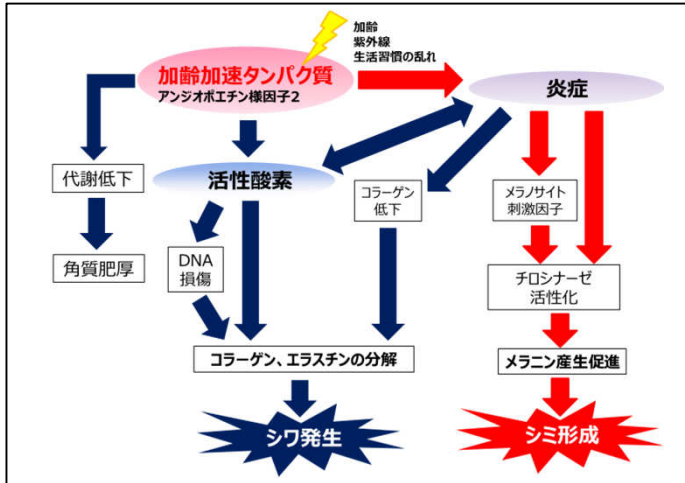 加齢
紫外線
生活習慣の乱れ
加齢加速タンパク質
アンジオポエチン様因子2
炎症
代謝低下
活性酸素
コラーゲン
低下
メラノサイト
刺激因子
角質肥厚
DNA
損傷
チロシナーゼ
活性化
コラーゲン、エラスチンの分解
メラニン産生促進
シワ発生
シミ形成